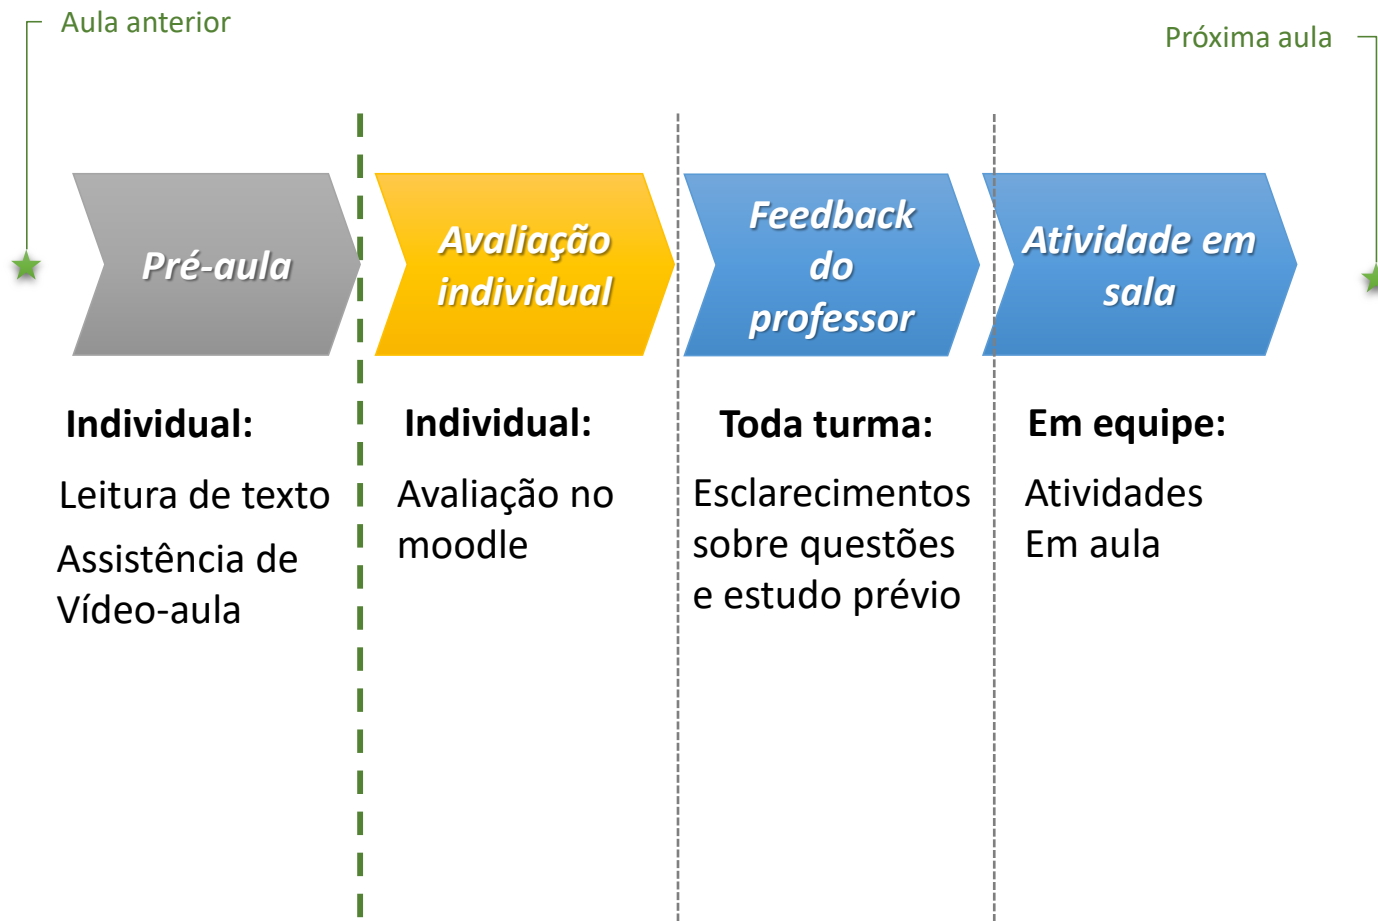 Aula anterior
Próxima aula
Pré-aula
Avaliação
individual
Feedback
do
professor
Atividade em
sala
Individual:
Leitura de texto
Assistência de
Vídeo-aula
Individual:
Avaliação no
moodle
Toda turma:
Esclarecimentos
sobre questões
e estudo prévio
Em equipe:
Atividades
Em aula